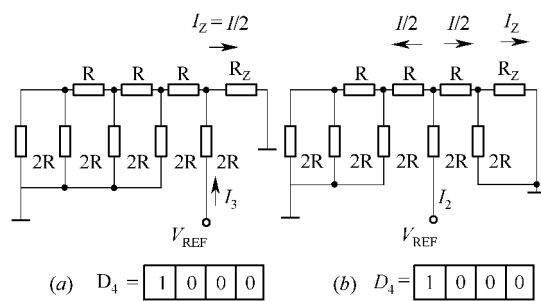 I_Z = I/2
R R R R_Z
2R 2R 2R 2R 2R
I_3
V_REF
(a) D_4 = 1 0 0 0
I/2 I/2 I_Z
R R R R_Z
2R 2R 2R 2R 2R
I_2
V_REF
(b) D_4 = 1 0 0 0